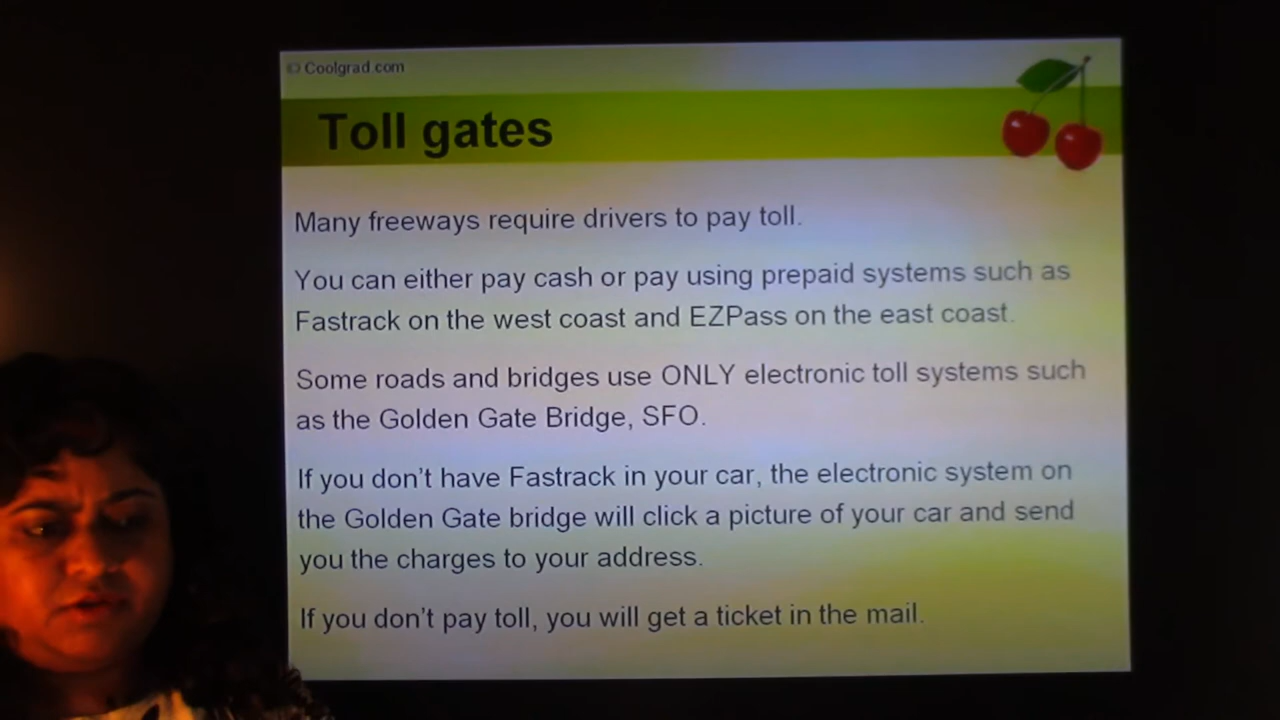 © Coolgrad.com
Toll gates
Many freeways require drivers to pay toll.
You can either pay cash or pay using prepaid systems such as
Fastrack on the west coast and EZPass on the east coast.
Some roads and bridges use ONLY electronic toll systems such
as the Golden Gate Bridge, SFO.
If you don't have Fastrack in your car, the electronic system on
the Golden Gate bridge will click a picture of your car and send
you the charges to your address.
If you don't pay toll, you will get a ticket in the mail.